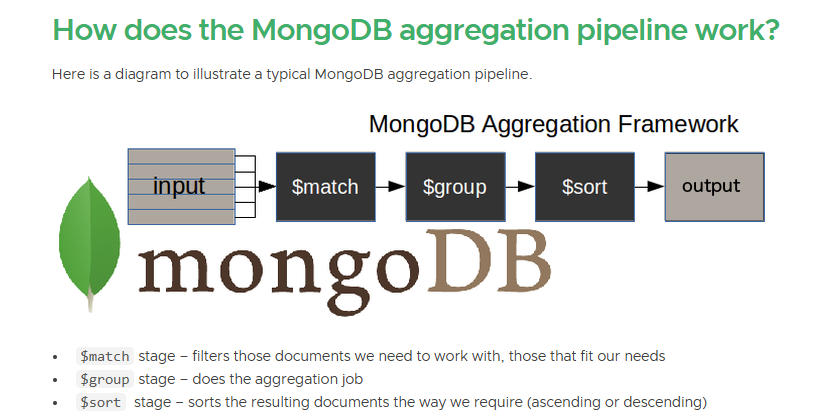 How does the MongoDB aggregation pipeline work?
Here is a diagram to illustrate a typical MongoDB aggregation pipeline.
MongoDB Aggregation Framework
input $match $group $sort output
mongoDB
• $match stage – filters those documents we need to work with, those that fit our needs
• $group stage – does the aggregation job
• $sort stage – sorts the resulting documents the way we require (ascending or descending)